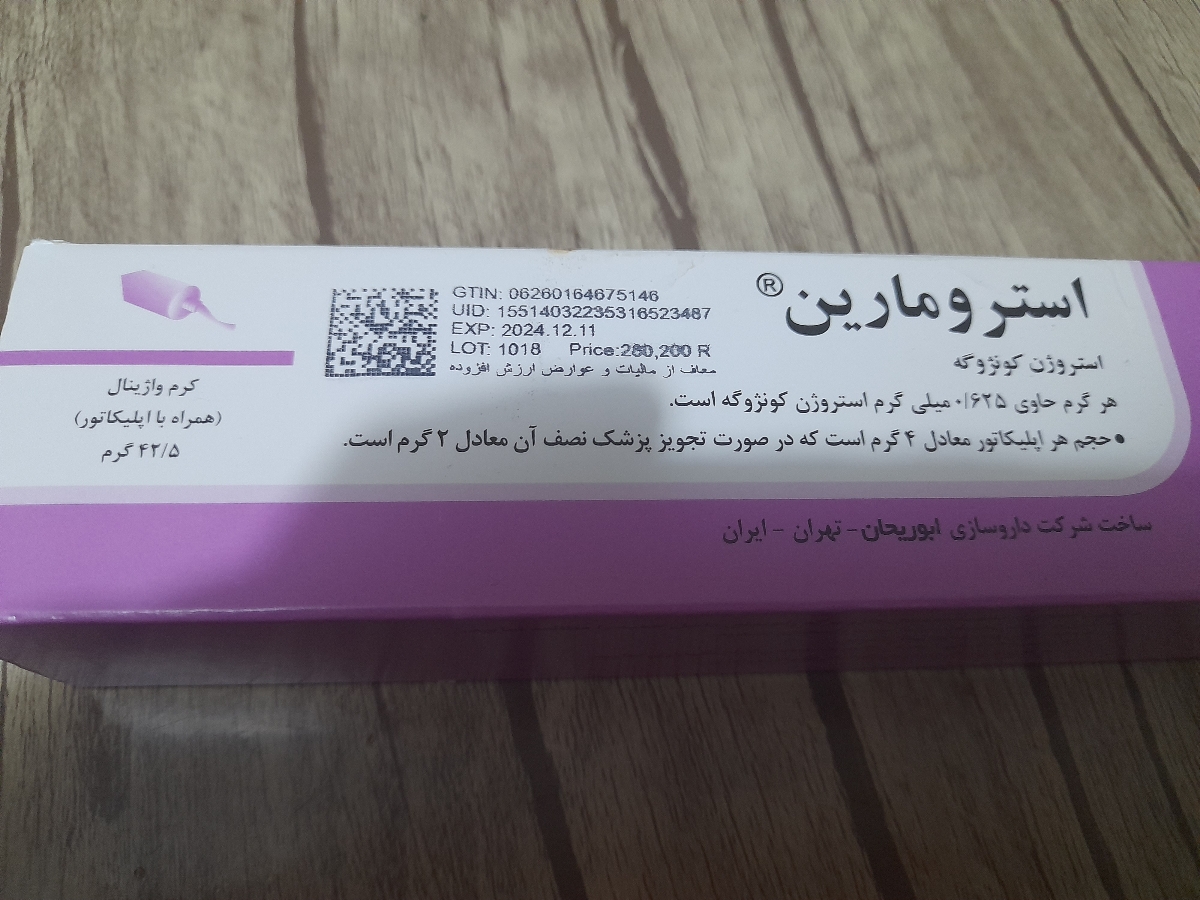 استرومارین®
استروژن کونژوگه
هر گرم حاوی ۰/۶۲۵ میلی گرم استروژن کونژوگه است.
• حجم هر اپلیکاتور معادل ۴ گرم است که در صورت تجویز پزشک نصف آن معادل ۲ گرم است.
GTIN: 06260164675146
UID: 15514032235316523487
EXP: 2024.12.11
LOT: 1018 Price:280,200 R
معاف از مالیات و عوارض ارزش افزوده
کرم واژینال
(همراه با اپلیکاتور)
۴۲/۵ گرم
ساخت شرکت داروسازی ابوریحان - تهران - ایران